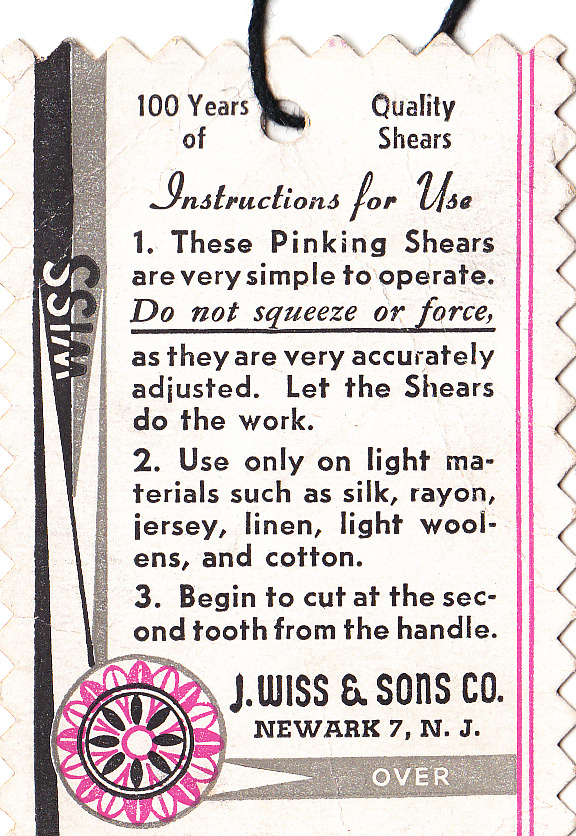 100 Years of
Quality Shears
Instructions for Use
1. These Pinking Shears
are very simple to operate.
Do not squeeze or force,
as they are very accurately
adjusted. Let the Shears
do the work.
2. Use only on light ma-
terials such as silk, rayon,
jersey, linen, light wool-
ens, and cotton.
3. Begin to cut at the sec-
ond tooth from the handle.
WISS
J. WISS & SONS CO.
NEWARK 7, N. J.
OVER